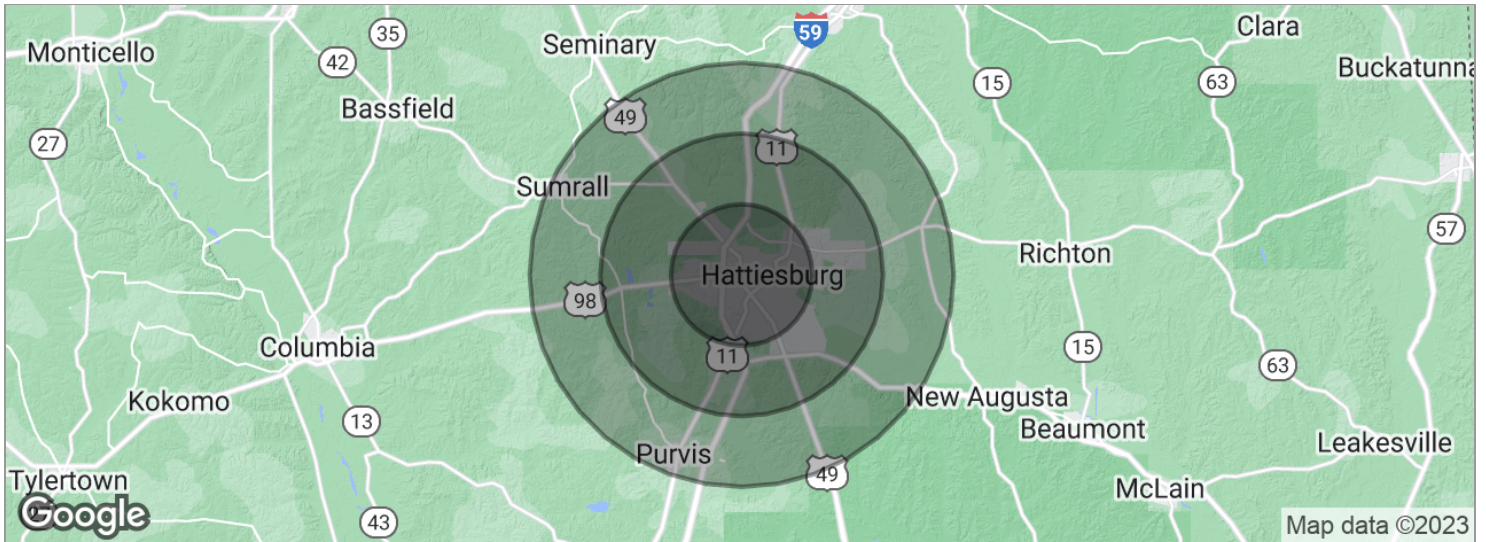 Clara
35
59
Seminary
Monticello
42
15
63
Buckatunna
Bassfield
49
27
11
Sumrall
57
Richton
Hattiesburg
98
Columbia
15
11
63
New Augusta
Kokomo
13
Beaumont
Leakesville
Purvis
49
Tylertown
McLain
Google
43
Map data ©2023